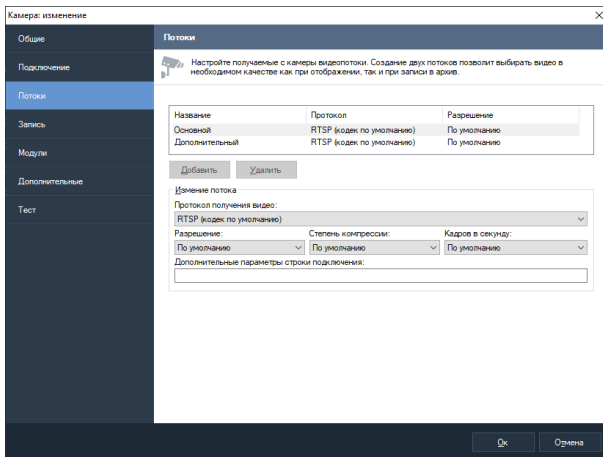 Камера: изменение
Общие
Подключение
Потоки
Запись
Модули
Дополнительные
Тест
Потоки
Настройте получаемые с камеры видеопотоки. Создание двух потоков позволит выбирать видео в
необходимом качестве как при отображении, так и при записи в архив.
Название Протокол Разрешение
Основной RTSP (кодек по умолчанию) По умолчанию
Дополнительный RTSP (кодек по умолчанию) По умолчанию
Добавить Удалить
Измение потока
Протокол получения видео:
RTSP (кодек по умолчанию)
Разрешение: Степень компрессии: Кадров в секунду:
По умолчанию По умолчанию По умолчанию
Дополнительные параметры строки подключения:
Ок Отмена